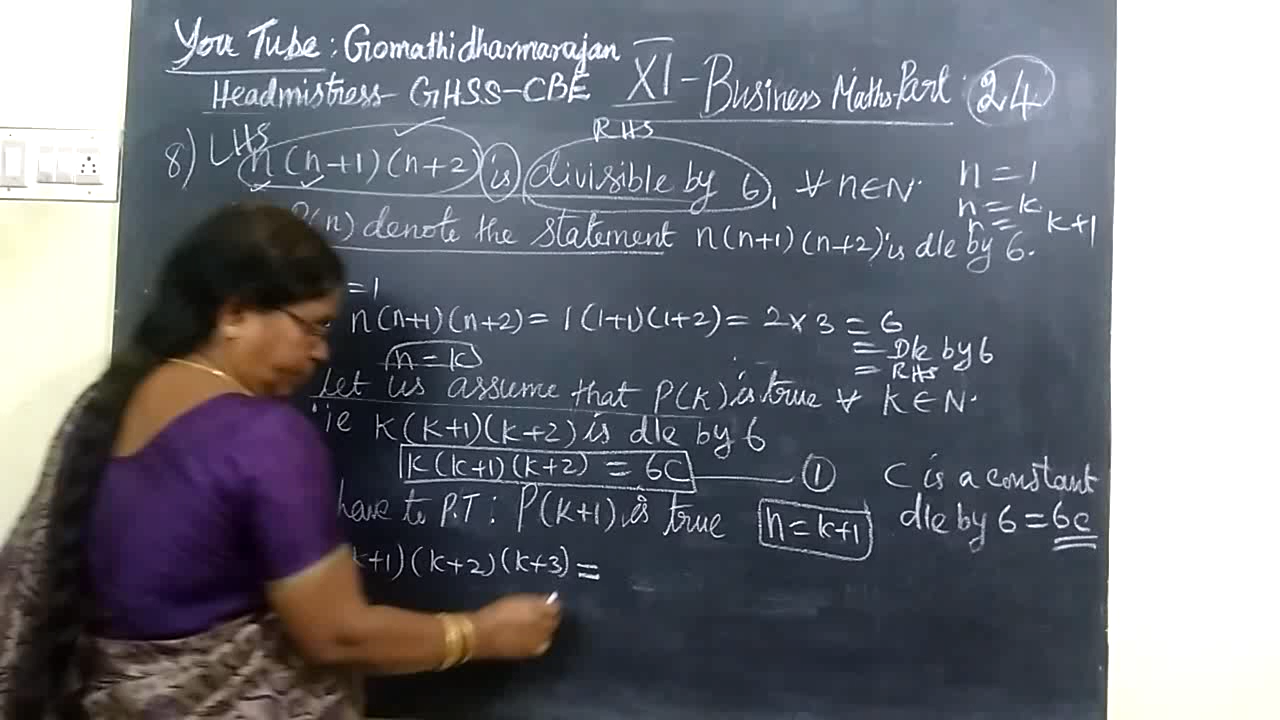 You Tube: Gomathidharmarajan
Headmistress - GHSS-CBE
XI - Business Maths-Part 24
LHS RHS
8) n(n+1)(n+2) is divisible by 6, ∀ n∈N.
n=1
n=k
n= k+1
P(n) denote the statement n(n+1)(n+2) is dle by 6.
=1
n(n+1)(n+2) = 1(1+1)(1+2) = 2×3 = 6
= Dle by 6
= RHS
n=k
Let us assume that P(k) is true ∀ k∈N.
ie k(k+1)(k+2) is dle by 6
k(k+1)(k+2) = 6C ① C is a constant
have to P.T: P(k+1) is true n=k+1 dle by 6 = 6c
k+1)(k+2)(k+3) =